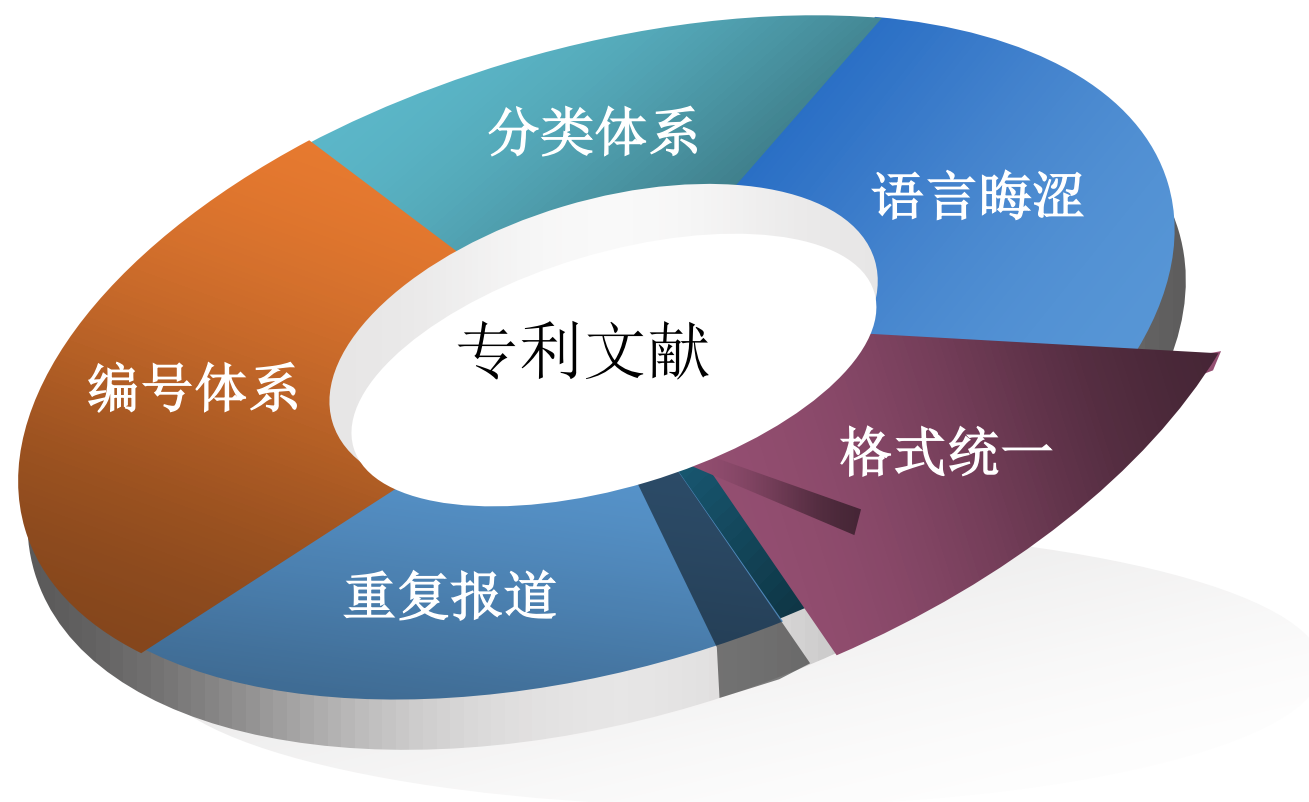 分类体系
语言晦涩
专利文献
编号体系
格式统一
重复报道